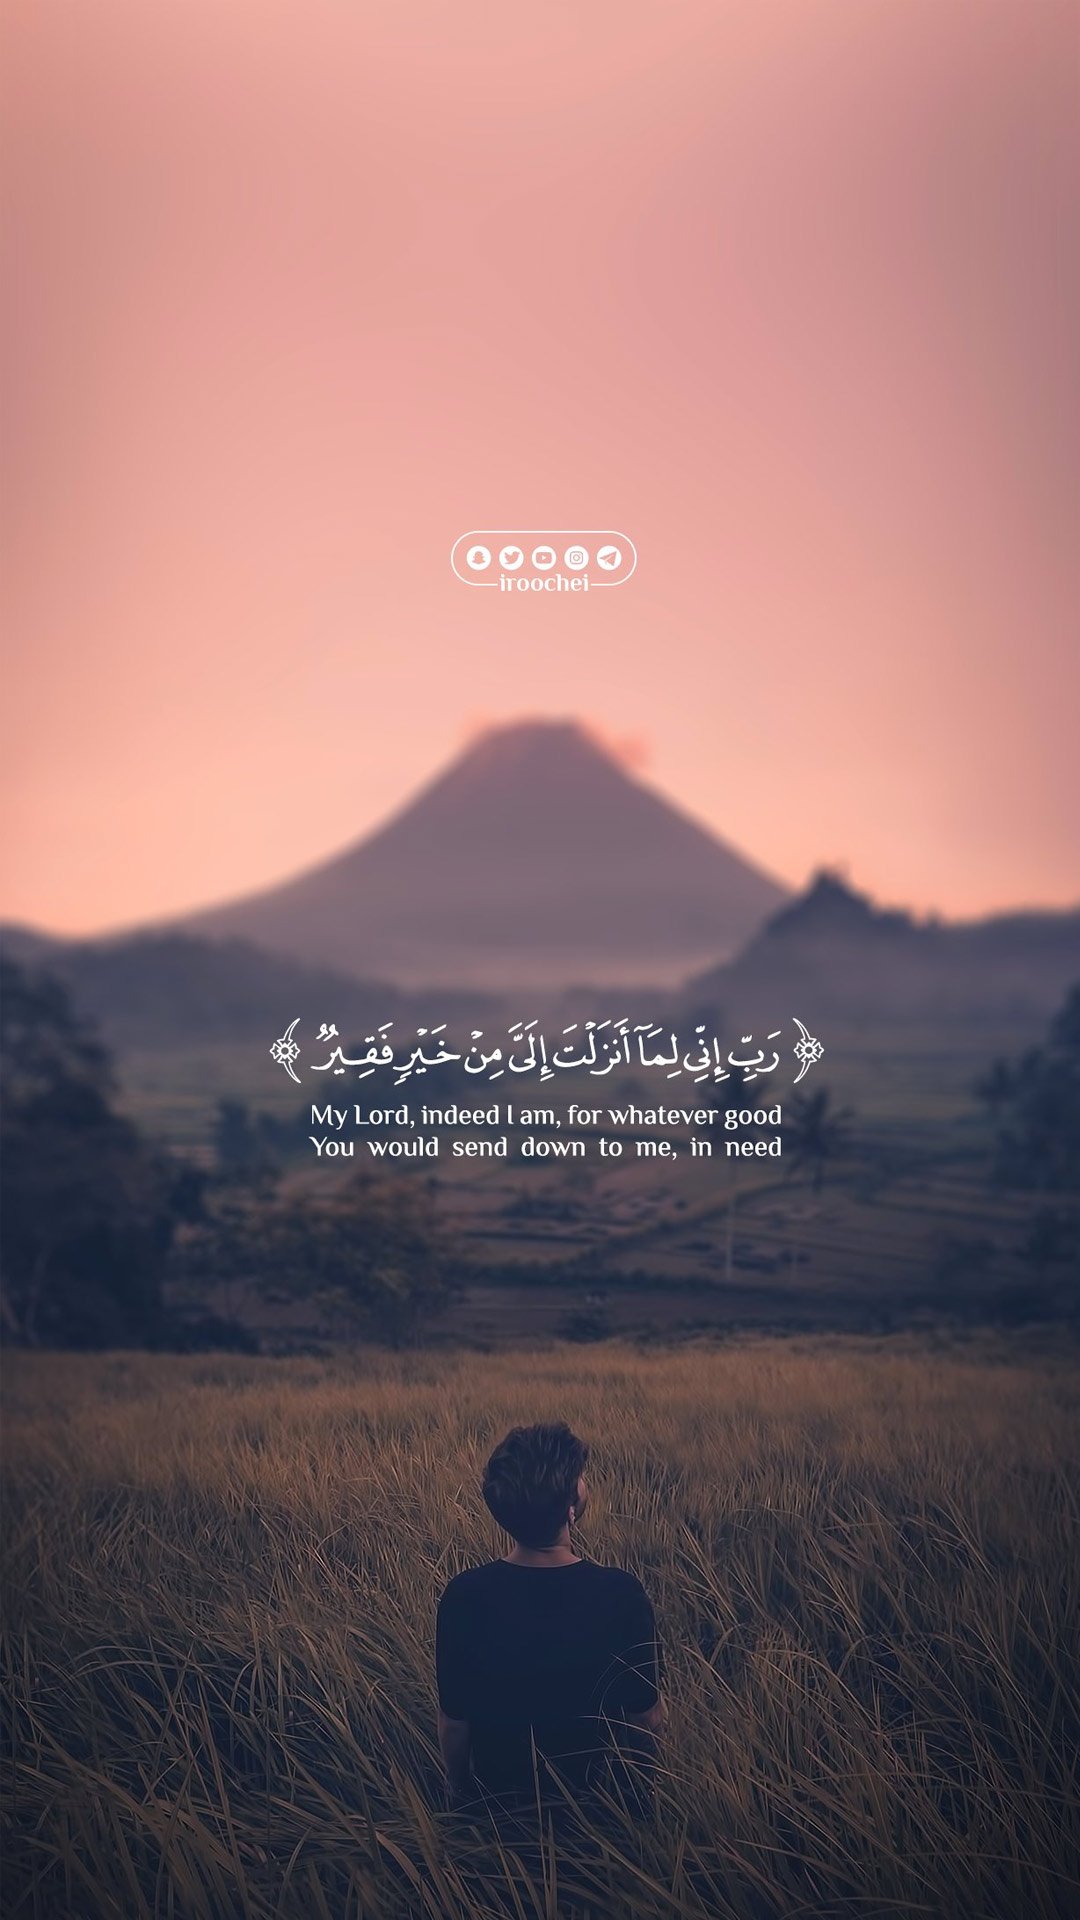 iroochei
﴿رَبِّ إِنِّي لِمَآ أَنزَلْتَ إِلَيَّ مِنْ خَيْرٍ فَقِيرٌ﴾
My Lord, indeed I am, for whatever good
You would send down to me, in need